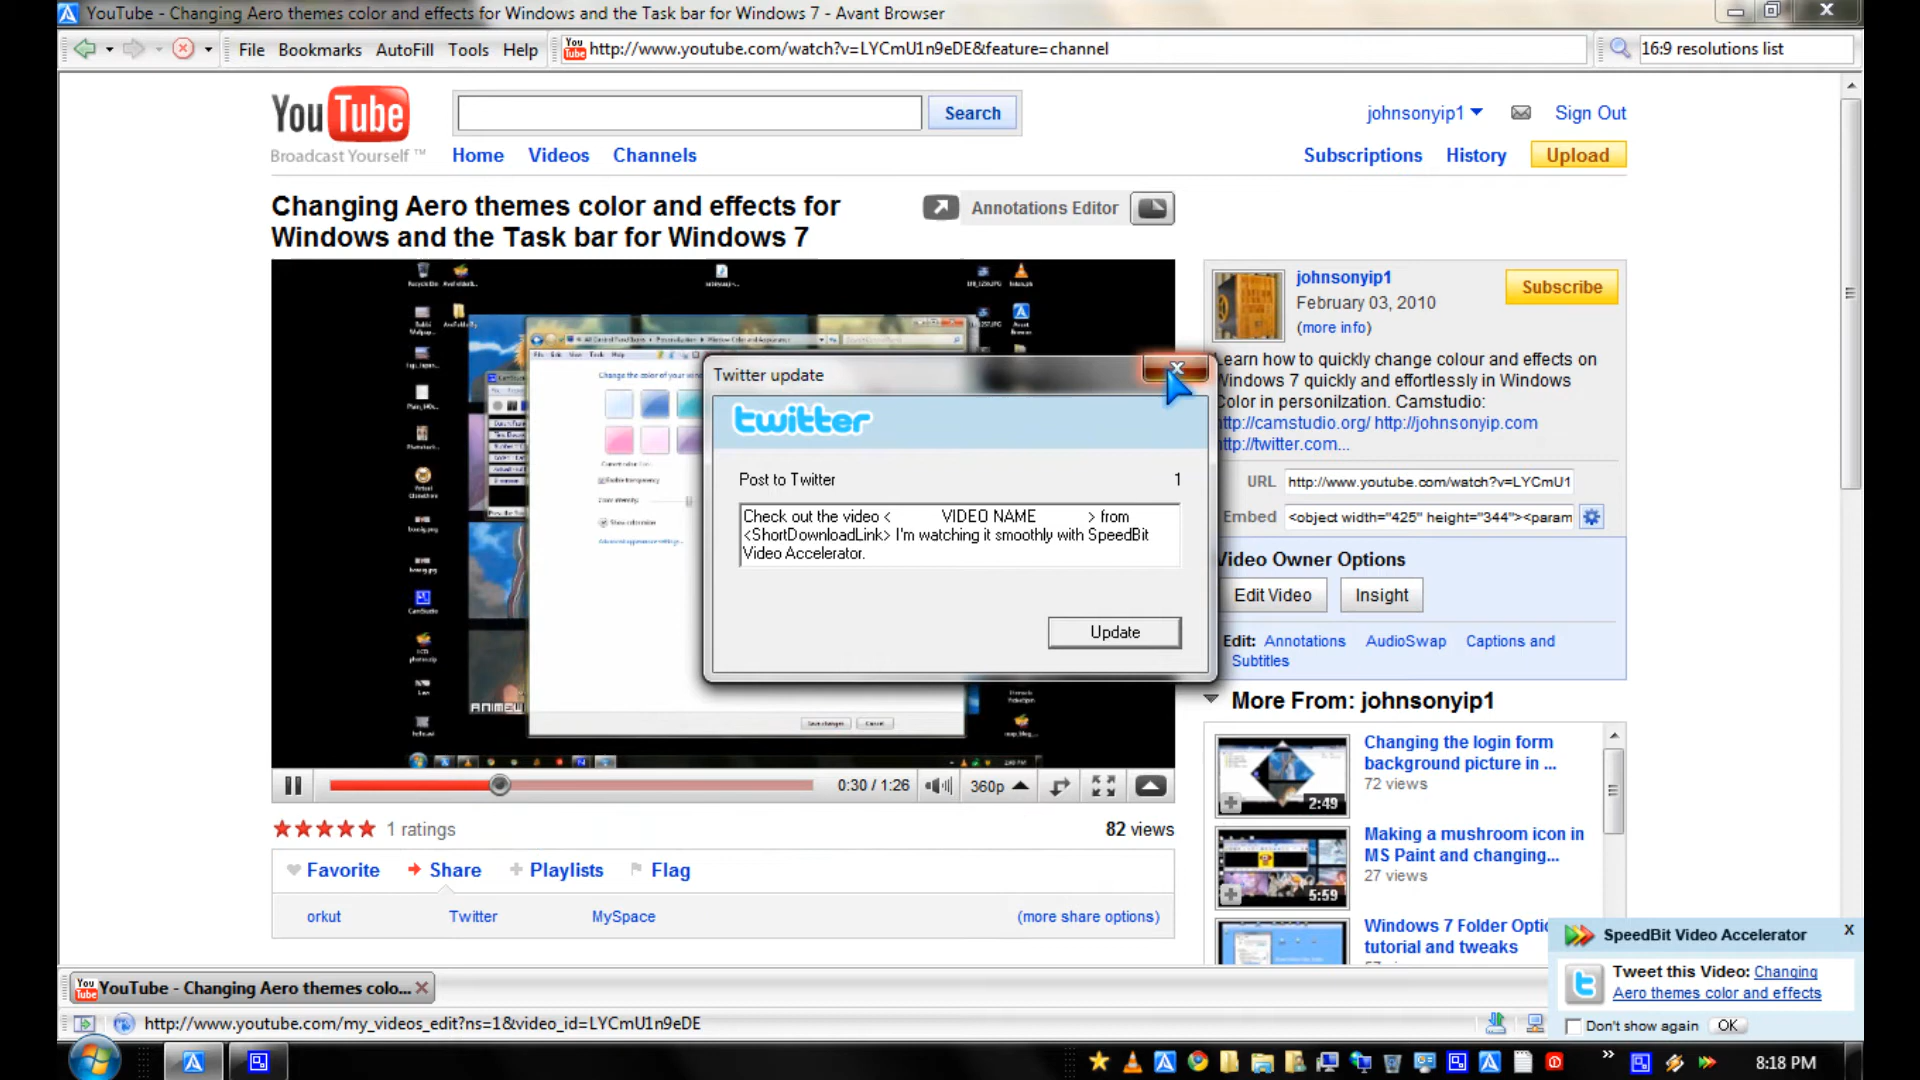 YouTube - Changing Aero themes color and effects for Windows and the Task bar for Windows 7 - Avant Browser
File Bookmarks AutoFill Tools Help
http://www.youtube.com/watch?v=LYCmU1n9eDE&feature=channel
16:9 resolutions list
You Tube
Broadcast Yourself ™
Search
johnsonyip1
Sign Out
Home Videos Channels
Subscriptions History Upload
Changing Aero themes color and effects for
Windows and the Task bar for Windows 7
Annotations Editor
johnsonyip1
February 03, 2010
(more info)
Subscribe
Learn how to quickly change colour and effects on
Windows 7 quickly and effortlessly in Windows
Color in personilzation. Camstudio:
http://camstudio.org/ http://johnsonyip.com
http://twitter.com...
URL http://www.youtube.com/watch?v=LYCmU1
Embed <object width="425" height="344"><param
Video Owner Options
Edit Video Insight
Edit: Annotations AudioSwap Captions and
Subtitles
Twitter update
twitter
Post to Twitter 1
Check out the video < VIDEO NAME > from
<ShortDownloadLink> I'm watching it smoothly with SpeedBit
Video Accelerator.
Update
Save changes Cancel
0:30 / 1:26
360p
1 ratings
82 views
Favorite Share Playlists Flag
orkut Twitter MySpace (more share options)
More From: johnsonyip1
Changing the login form
background picture in ...
72 views
2:49
Making a mushroom icon in
MS Paint and changing...
27 views
5:59
Windows 7 Folder Optio
tutorial and tweaks
SpeedBit Video Accelerator X
Tweet this Video: Changing
Aero themes color and effects
Don't show again OK
You Tube YouTube - Changing Aero themes colo...
http://www.youtube.com/my_videos_edit?ns=1&video_id=LYCmU1n9eDE
8:18 PM